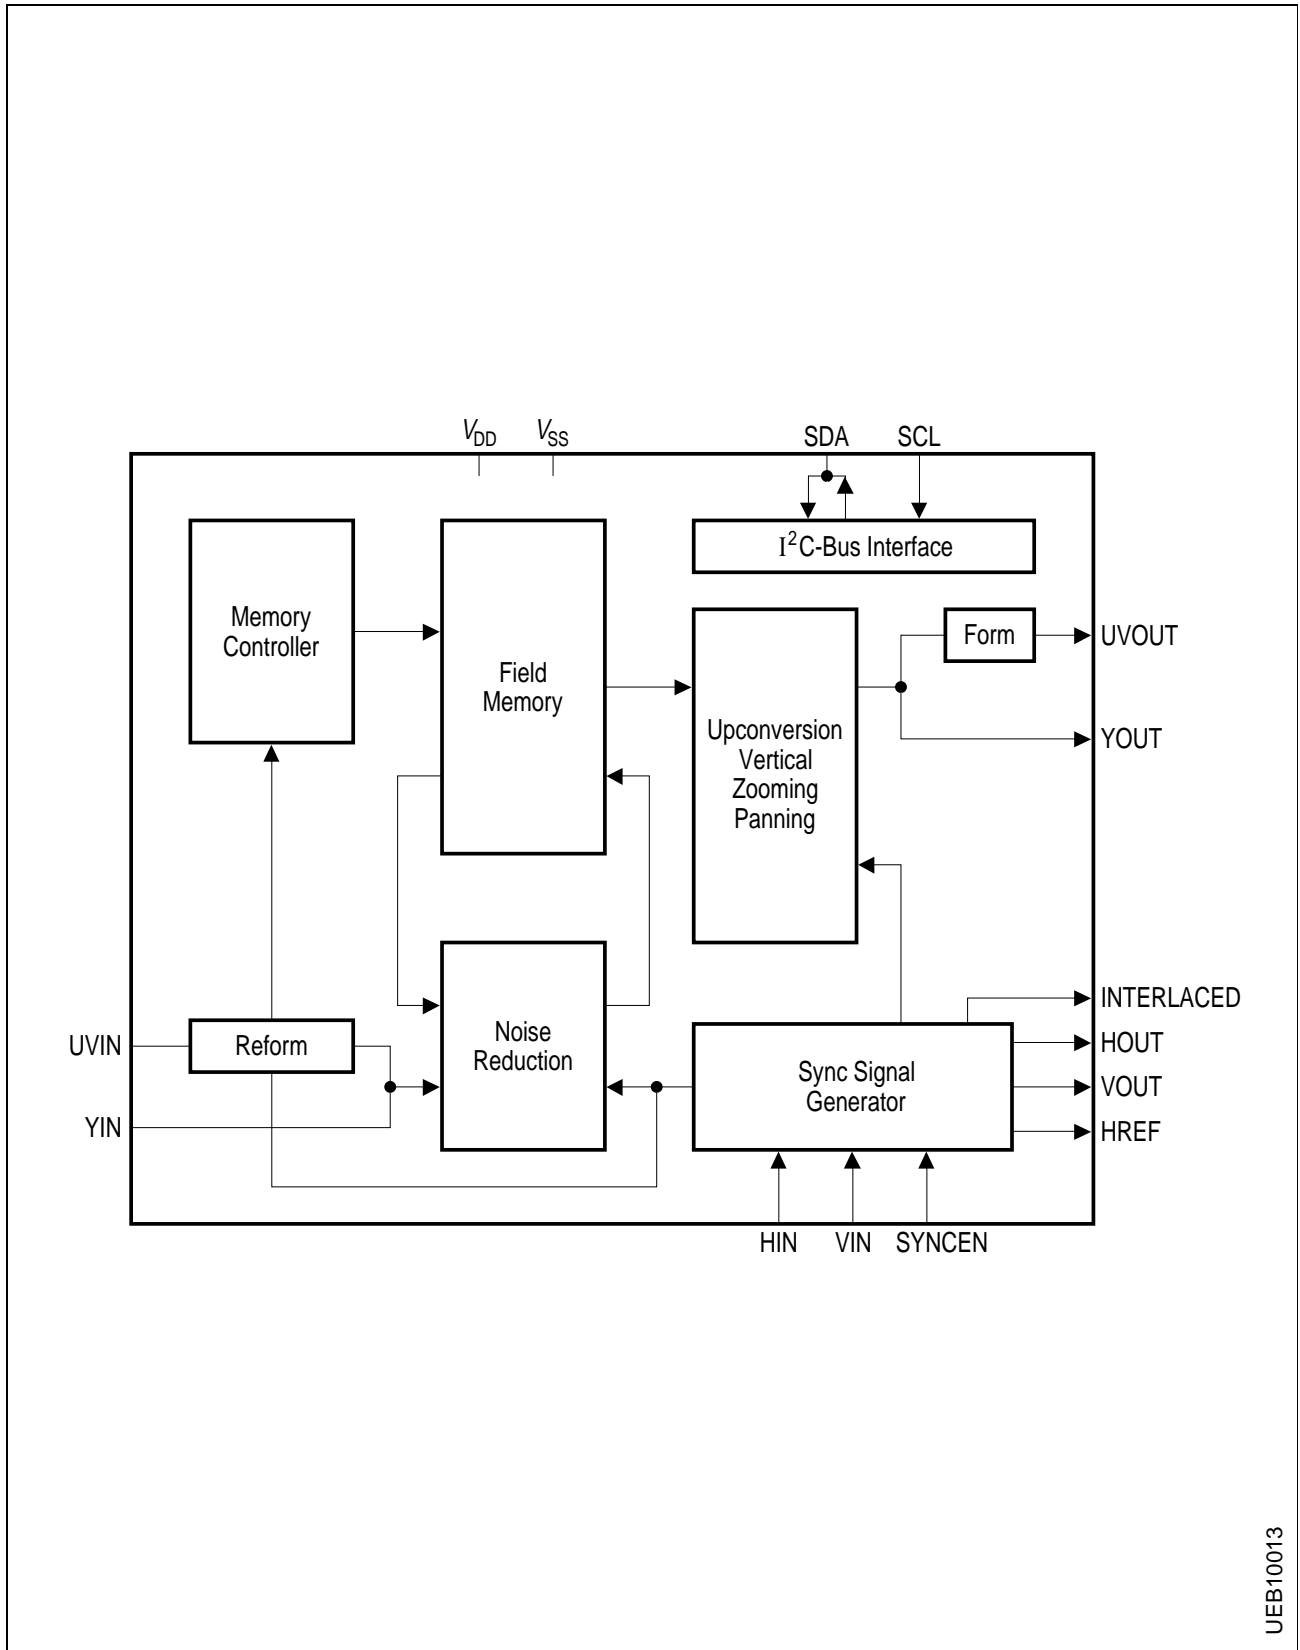 VDD VSS SDA SCL
I²C-Bus Interface
Memory
Controller
Field
Memory
Form
UVOUT
Upconversion
Vertical
Zooming
Panning
YOUT
INTERLACED
UVIN
Reform
Noise
Reduction
Sync Signal
Generator
HOUT
VOUT
YIN
HREF
HIN VIN SYNCEN
UEB10013